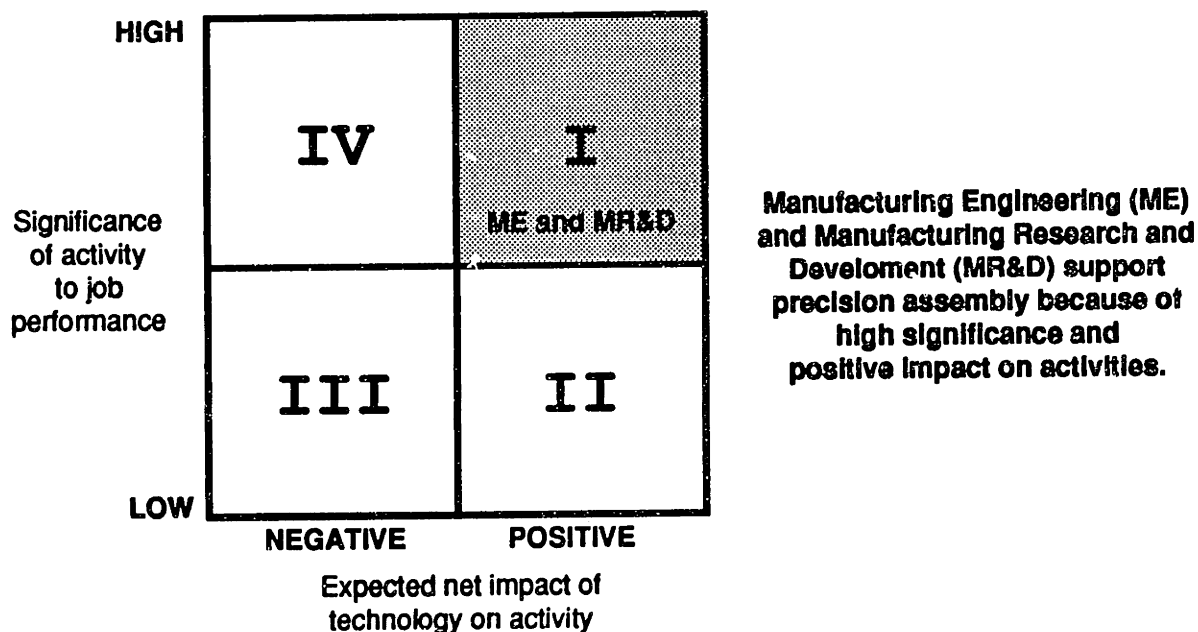 HIGH
IV
I
ME and MR&D
Significance
of activity
to job
performance
III
II
LOW
NEGATIVE
POSITIVE
Expected net impact of
technology on activity
Manufacturing Engineering (ME)
and Manufacturing Research and
Develoment (MR&D) support
precision assembly because of
high significance and
positive impact on activities.